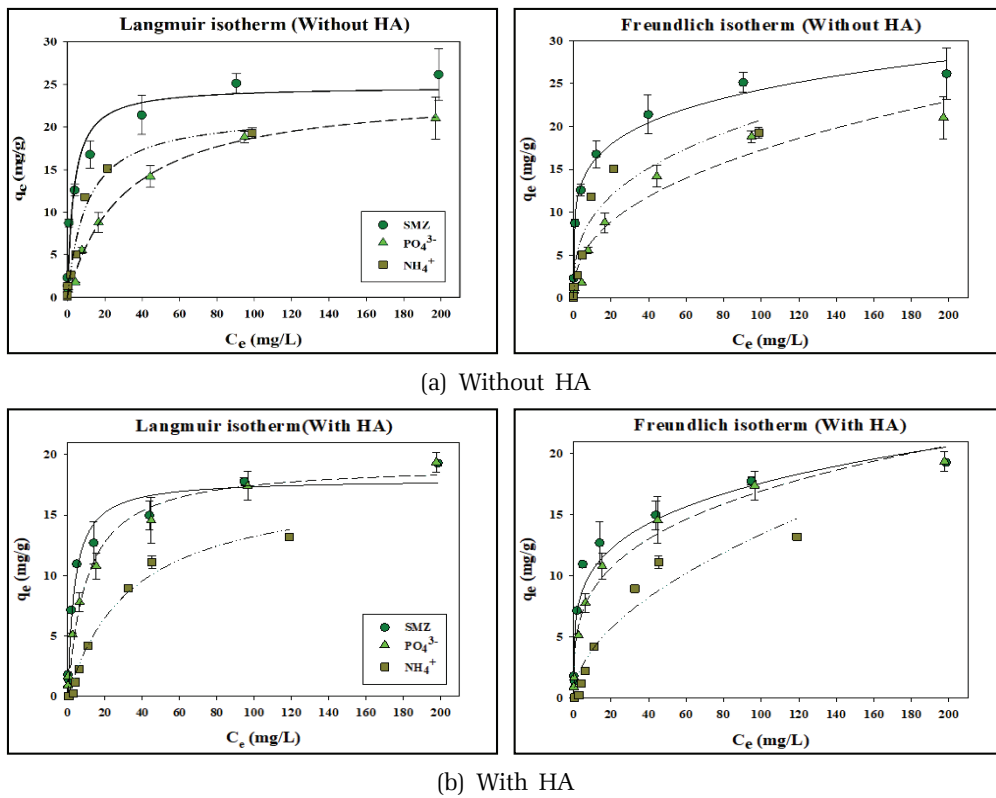 Langmuir isotherm (Without HA)
30
25
20
15
10
5
0
qe (mg/g)
SMZ
PO4 3-
NH4 +
0 20 40 60 80 100 120 140 160 180 200
Ce (mg/L)
Freundlich isotherm (Without HA)
30
25
20
15
10
5
0
qe (mg/g)
0 20 40 60 80 100 120 140 160 180 200
Ce (mg/L)
(a) Without HA
Langmuir isotherm(With HA)
20
15
10
5
0
qe (mg/g)
SMZ
PO4 3-
NH4 +
0 20 40 60 80 100 120 140 160 180 200
Ce (mg/L)
Freundlich isotherm (With HA)
20
15
10
5
0
qe (mg/g)
0 20 40 60 80 100 120 140 160 180 200
Ce (mg/L)
(b) With HA